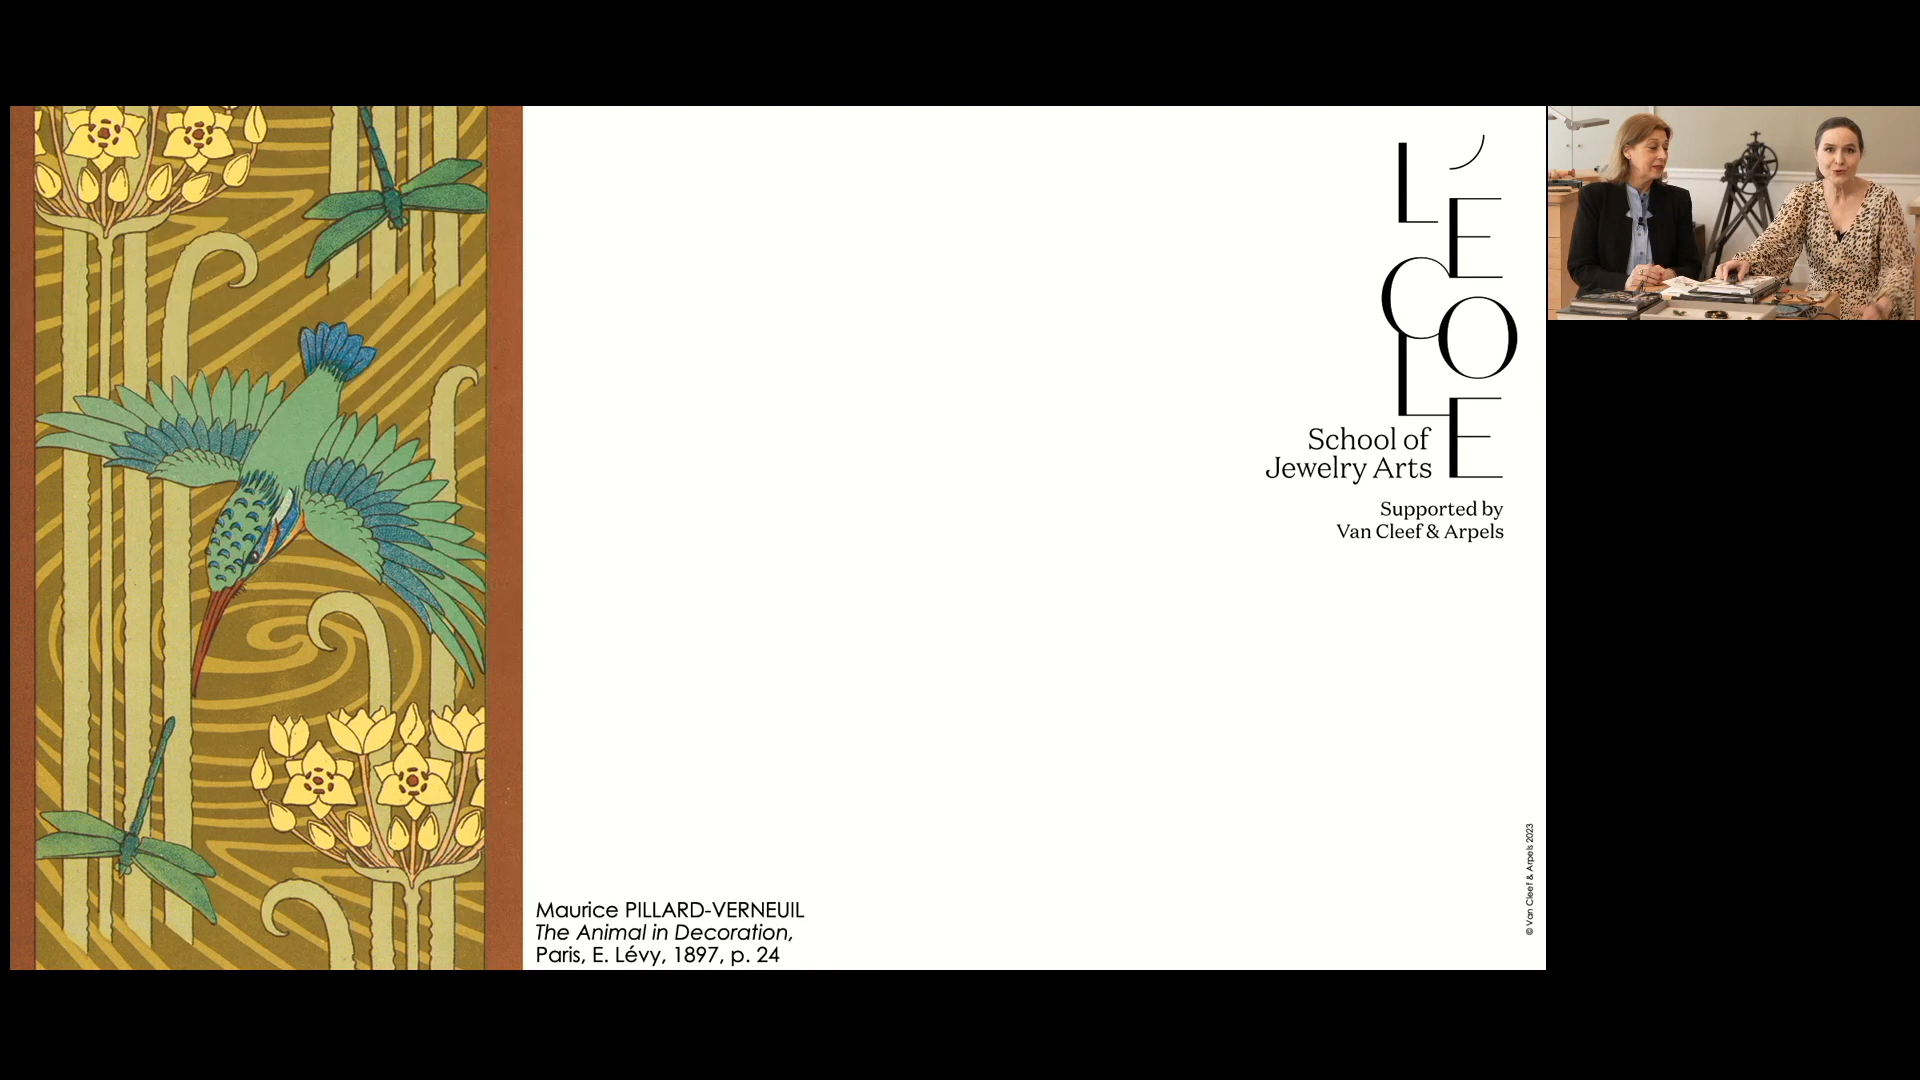 L'ECOLE
School of
Jewelry Arts
Supported by
Van Cleef & Arpels
Maurice PILLARD-VERNEUIL
The Animal in Decoration,
Paris, E. Lévy, 1897, p. 24
© Van Cleef & Arpels 2023